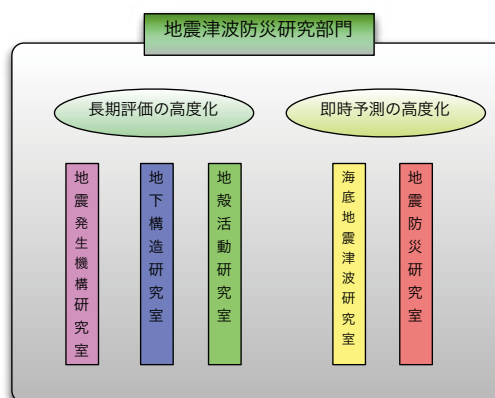 地震津波防災研究部門
長期評価の高度化
即時予測の高度化
地震発生機構研究室
地下構造研究室
地殻活動研究室
海底地震津波研究室
地震防災研究室